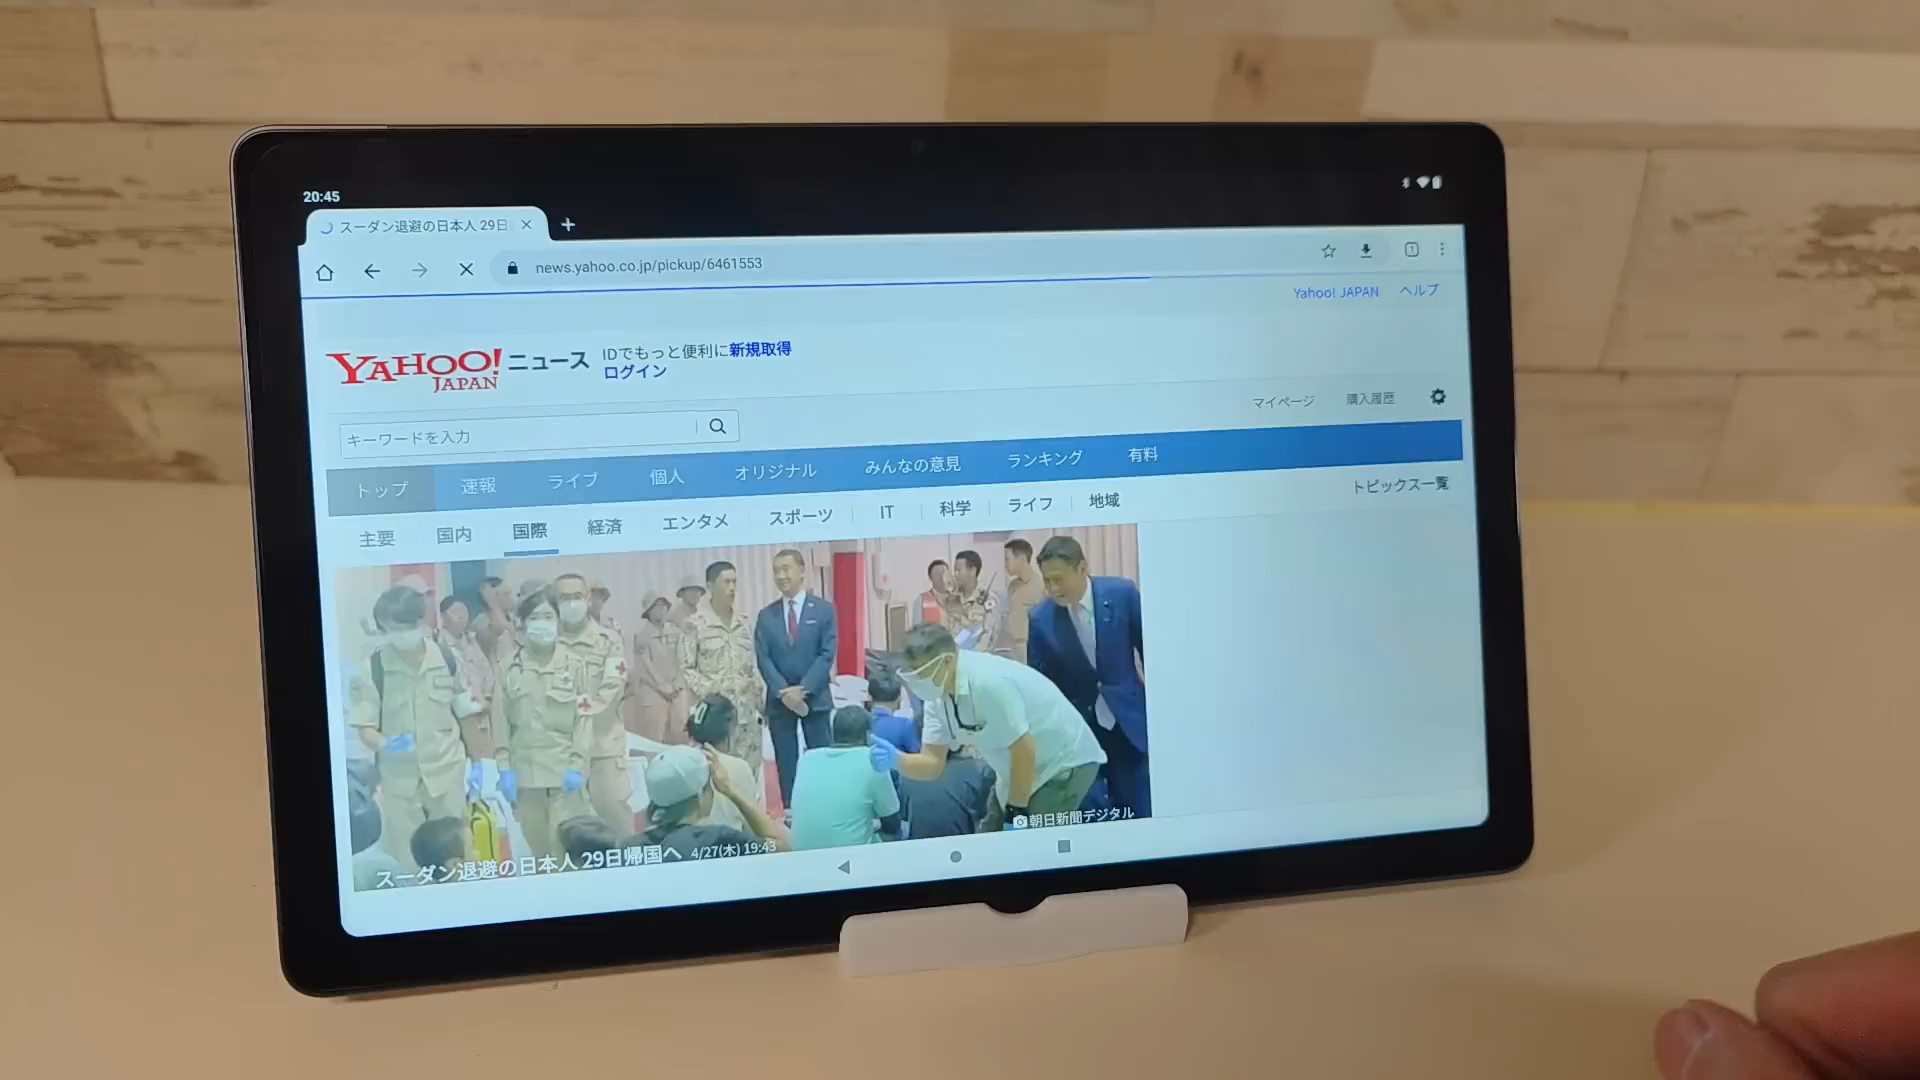 20:45
スーダン退避の日本人 29日
news.yahoo.co.jp/pickup/6461553
1
Yahoo! JAPAN ヘルプ
YAHOO! ニュース
JAPAN
IDでもっと便利に新規取得
ログイン
マイページ 購入履歴
キーワードを入力
トップ 速報 ライブ 個人 オリジナル みんなの意見 ランキング 有料
トピックス一覧
主要 国内 国際 経済 エンタメ スポーツ IT 科学 ライフ 地域
朝日新聞デジタル
スーダン退避の日本人 29日帰国へ 4/27(木) 19:43